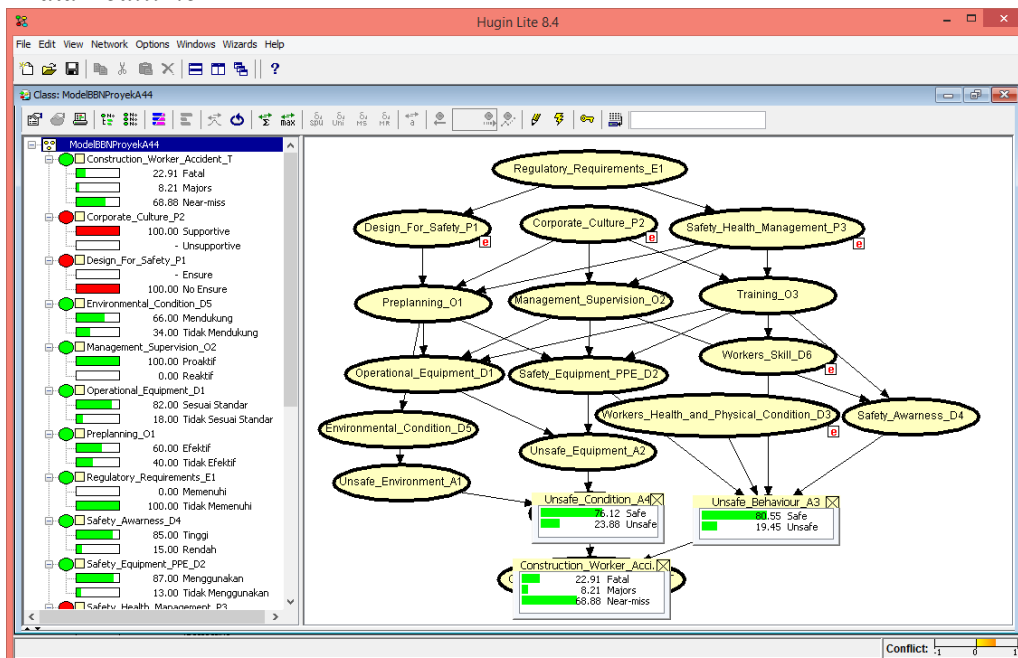 Hugin Lite 8.4
File Edit View Network Options Windows Wizards Help
Class: ModelBBNProyekA44
ModelBBNProyekA44
Construction_Worker_Accident_T
22.91 Fatal
8.21 Majors
68.88 Near-miss
Corporate_Culture_P2
100.00 Supportive
- Unsupportive
Design_For_Safety_P1
- Ensure
100.00 No Ensure
Environmental_Condition_D5
66.00 Mendukung
34.00 Tidak Mendukung
Management_Supervision_O2
100.00 Proaktif
0.00 Reaktif
Operational_Equipment_D1
82.00 Sesuai Standar
18.00 Tidak Sesuai Standar
Preplanning_O1
60.00 Efektif
40.00 Tidak Efektif
Regulatory_Requirements_E1
0.00 Memenuhi
100.00 Tidak Memenuhi
Safety_Awarness_D4
85.00 Tinggi
15.00 Rendah
Safety_Equipment_PPE_D2
87.00 Menggunakan
13.00 Tidak Menggunakan
Safety_Health_Management_P3
Regulatory_Requirements_E1
Design_For_Safety_P1
e
Corporate_Culture_P2
e
Safety_Health_Management_P3
e
Preplanning_O1
Management_Supervision_O2
Training_O3
Operational_Equipment_D1
Safety_Equipment_PPE_D2
Workers_Skill_D6
e
Environmental_Condition_D5
Workers_Health_and_Physical_Condition_D3
e
Safety_Awarness_D4
Unsafe_Equipment_A2
Unsafe_Environment_A1
Unsafe_Condition_A4
76.12 Safe
23.88 Unsafe
Unsafe_Behaviour_A3
80.55 Safe
19.45 Unsafe
Construction_Worker_Acci.
22.91 Fatal
8.21 Majors
68.88 Near-miss
Conflict: -1 0 1